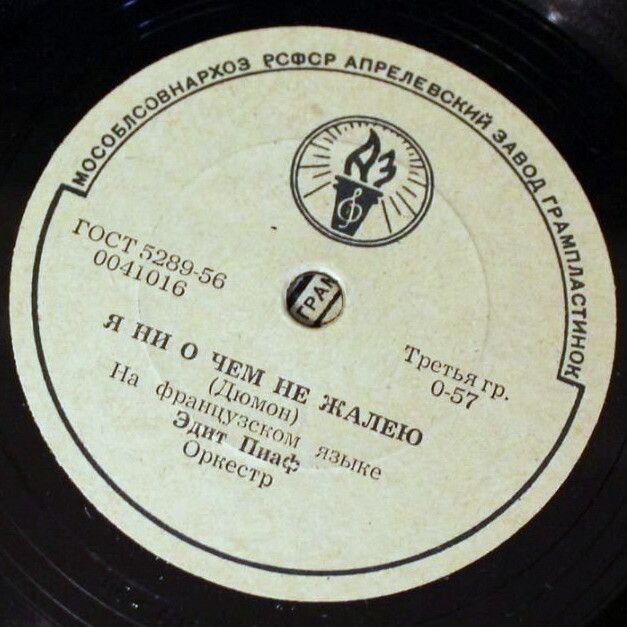 МОСОБЛСОВНАРХОЗ РСФСР АПРЕЛЕВСКИЙ ЗАВОД ГРАМПЛАСТИНОК
АЗ
ГОСТ 5289-56
0041016
ГРАМ
Третья гр.
0-57
Я НИ О ЧЕМ НЕ ЖАЛЕЮ
(Дюмон)
На французском языке
Эдит Пиаф
Оркестр